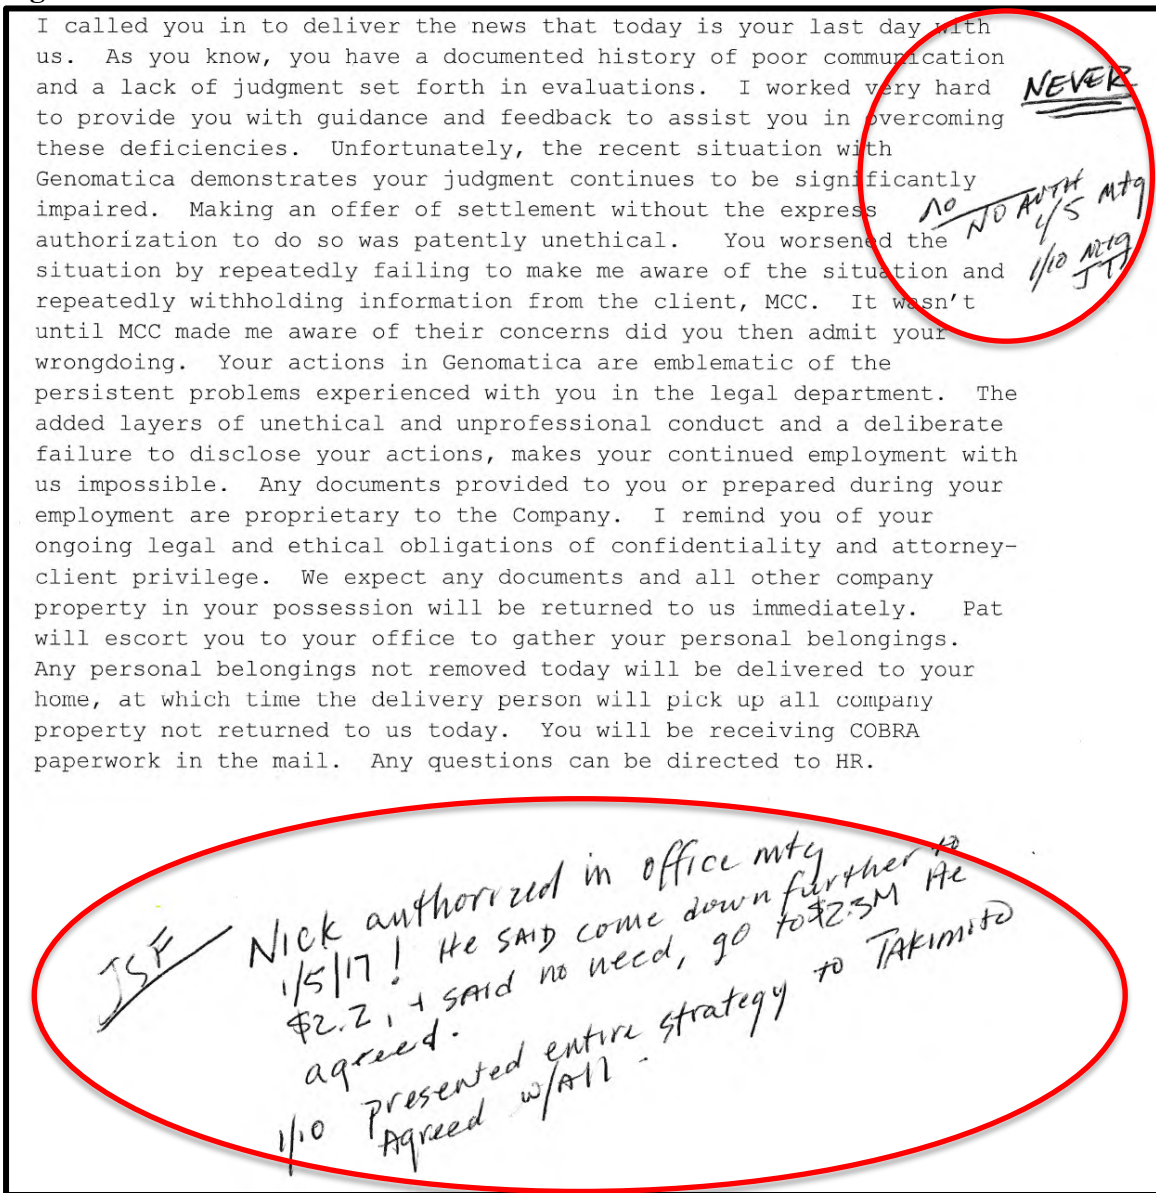 I called you in to deliver the news that today is your last day with
us.  As you know, you have a documented history of poor communication
and a lack of judgment set forth in evaluations.  I worked very hard
to provide you with guidance and feedback to assist you in overcoming
these deficiencies.  Unfortunately, the recent situation with
Genomatica demonstrates your judgment continues to be significantly
impaired.  Making an offer of settlement without the express
authorization to do so was patently unethical.   You worsened the
situation by repeatedly failing to make me aware of the situation and
repeatedly withholding information from the client, MCC.  It wasn't
until MCC made me aware of their concerns did you then admit your
wrongdoing.  Your actions in Genomatica are emblematic of the
persistent problems experienced with you in the legal department.  The
added layers of unethical and unprofessional conduct and a deliberate
failure to disclose your actions, makes your continued employment with
us impossible.  Any documents provided to you or prepared during your
employment are proprietary to the Company.  I remind you of your
ongoing legal and ethical obligations of confidentiality and attorney-
client privilege.  We expect any documents and all other company
property in your possession will be returned to us immediately.   Pat
will escort you to your office to gather your personal belongings.
Any personal belongings not removed today will be delivered to your
home, at which time the delivery person will pick up all company
property not returned to us today.  You will be receiving COBRA
paperwork in the mail.  Any questions can be directed to HR.
NEVER
no
NO AUTH
1/5 mtg
1/10 mtg
JSF
Nick authorized in office mtg
1/5/17! He SAID come down further to
$2.2, I SAID no need, go to $2.3M He
agreed.
1/10 presented entire strategy to TAKIMITO
Agreed w/All